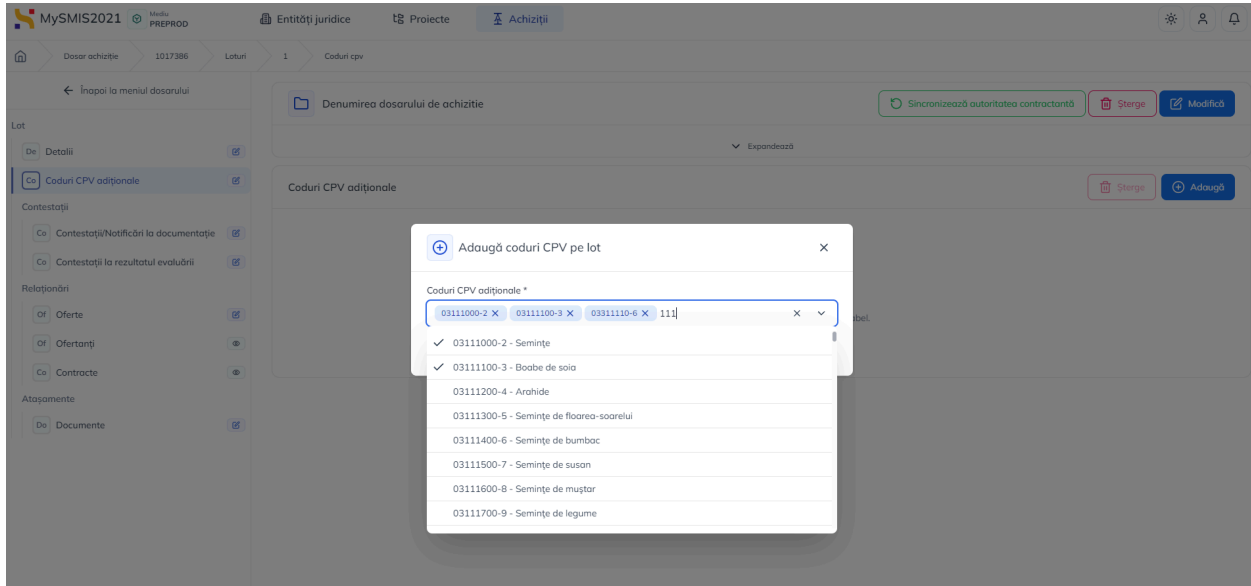 MySMIS2021 Mediu PREPROD Entități juridice Proiecte Achiziții
Dosar achiziție 1017386 Loturi 1 Coduri cpv
Înapoi la meniul dosarului
Denumirea dosarului de achizitie Sincronizează autoritatea contractantă Șterge Modifică
Expandează
Lot
De Detalii
Co Coduri CPV adiționale
Coduri CPV adiționale Șterge Adaugă
Contestații
Co Contestații/Notificări la documentație
Co Contestații la rezultatul evaluării
Relaționări
Of Oferte
Of Ofertanți
Co Contracte
Atașamente
Do Documente
Adaugă coduri CPV pe lot
Coduri CPV adiționale *
03111000-2 03111100-3 03311110-6 111
abel.
03111000-2 - Semințe
03111100-3 - Boabe de soia
03111200-4 - Arahide
03111300-5 - Semințe de floarea-soarelui
03111400-6 - Semințe de bumbac
03111500-7 - Semințe de susan
03111600-8 - Semințe de muștar
03111700-9 - Semințe de legume